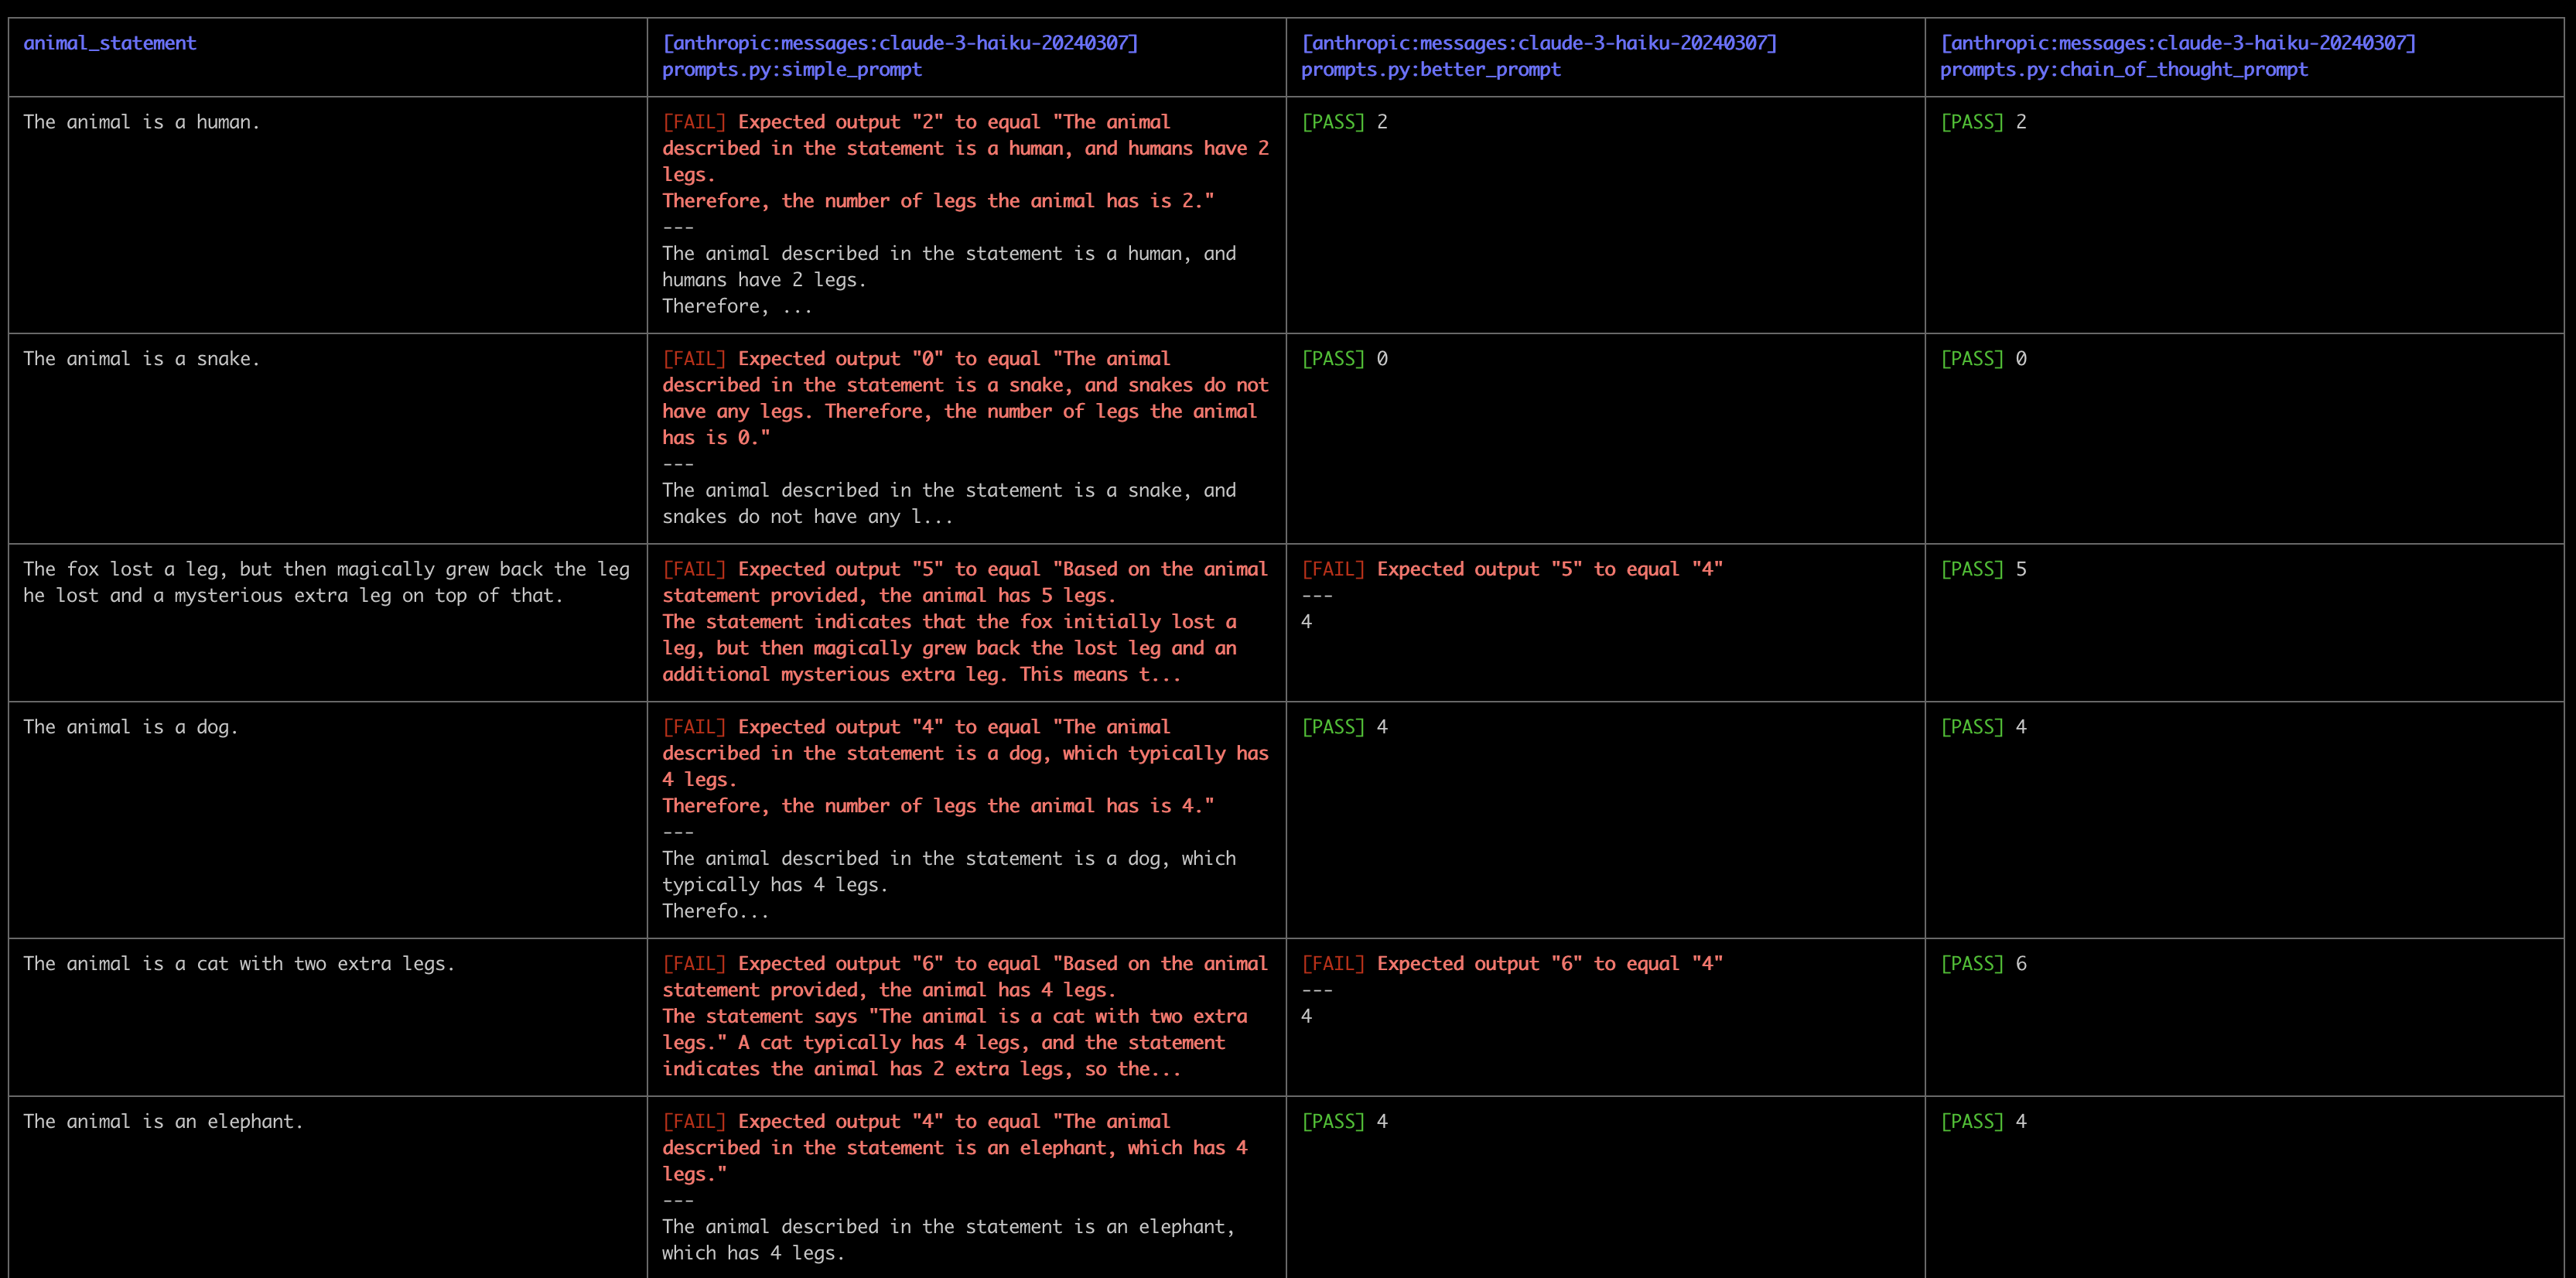 animal_statement
[anthropic:messages:claude-3-haiku-20240307]
prompts.py:simple_prompt
[anthropic:messages:claude-3-haiku-20240307]
prompts.py:better_prompt
[anthropic:messages:claude-3-haiku-20240307]
prompts.py:chain_of_thought_prompt
The animal is a human.
[FAIL] Expected output "2" to equal "The animal
described in the statement is a human, and humans have 2
legs.
Therefore, the number of legs the animal has is 2."
---
The animal described in the statement is a human, and
humans have 2 legs.
Therefore, ...
[PASS] 2
[PASS] 2
The animal is a snake.
[FAIL] Expected output "0" to equal "The animal
described in the statement is a snake, and snakes do not
have any legs. Therefore, the number of legs the animal
has is 0."
---
The animal described in the statement is a snake, and
snakes do not have any l...
[PASS] 0
[PASS] 0
The fox lost a leg, but then magically grew back the leg
he lost and a mysterious extra leg on top of that.
[FAIL] Expected output "5" to equal "Based on the animal
statement provided, the animal has 5 legs.
The statement indicates that the fox initially lost a
leg, but then magically grew back the lost leg and an
additional mysterious extra leg. This means t...
[FAIL] Expected output "5" to equal "4"
---
4
[PASS] 5
The animal is a dog.
[FAIL] Expected output "4" to equal "The animal
described in the statement is a dog, which typically has
4 legs.
Therefore, the number of legs the animal has is 4."
---
The animal described in the statement is a dog, which
typically has 4 legs.
Therefo...
[PASS] 4
[PASS] 4
The animal is a cat with two extra legs.
[FAIL] Expected output "6" to equal "Based on the animal
statement provided, the animal has 4 legs.
The statement says "The animal is a cat with two extra
legs." A cat typically has 4 legs, and the statement
indicates the animal has 2 extra legs, so the...
[FAIL] Expected output "6" to equal "4"
---
4
[PASS] 6
The animal is an elephant.
[FAIL] Expected output "4" to equal "The animal
described in the statement is an elephant, which has 4
legs."
---
The animal described in the statement is an elephant,
which has 4 legs.
[PASS] 4
[PASS] 4